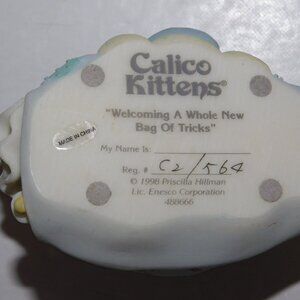 Calico
Kittens®
"Welcoming A Whole New
Bag Of Tricks"
MADE IN CHINA
My Name Is:
Reg. # C2/564
© 1998 Priscilla Hillman
Lic. Enesco Corporation
488666